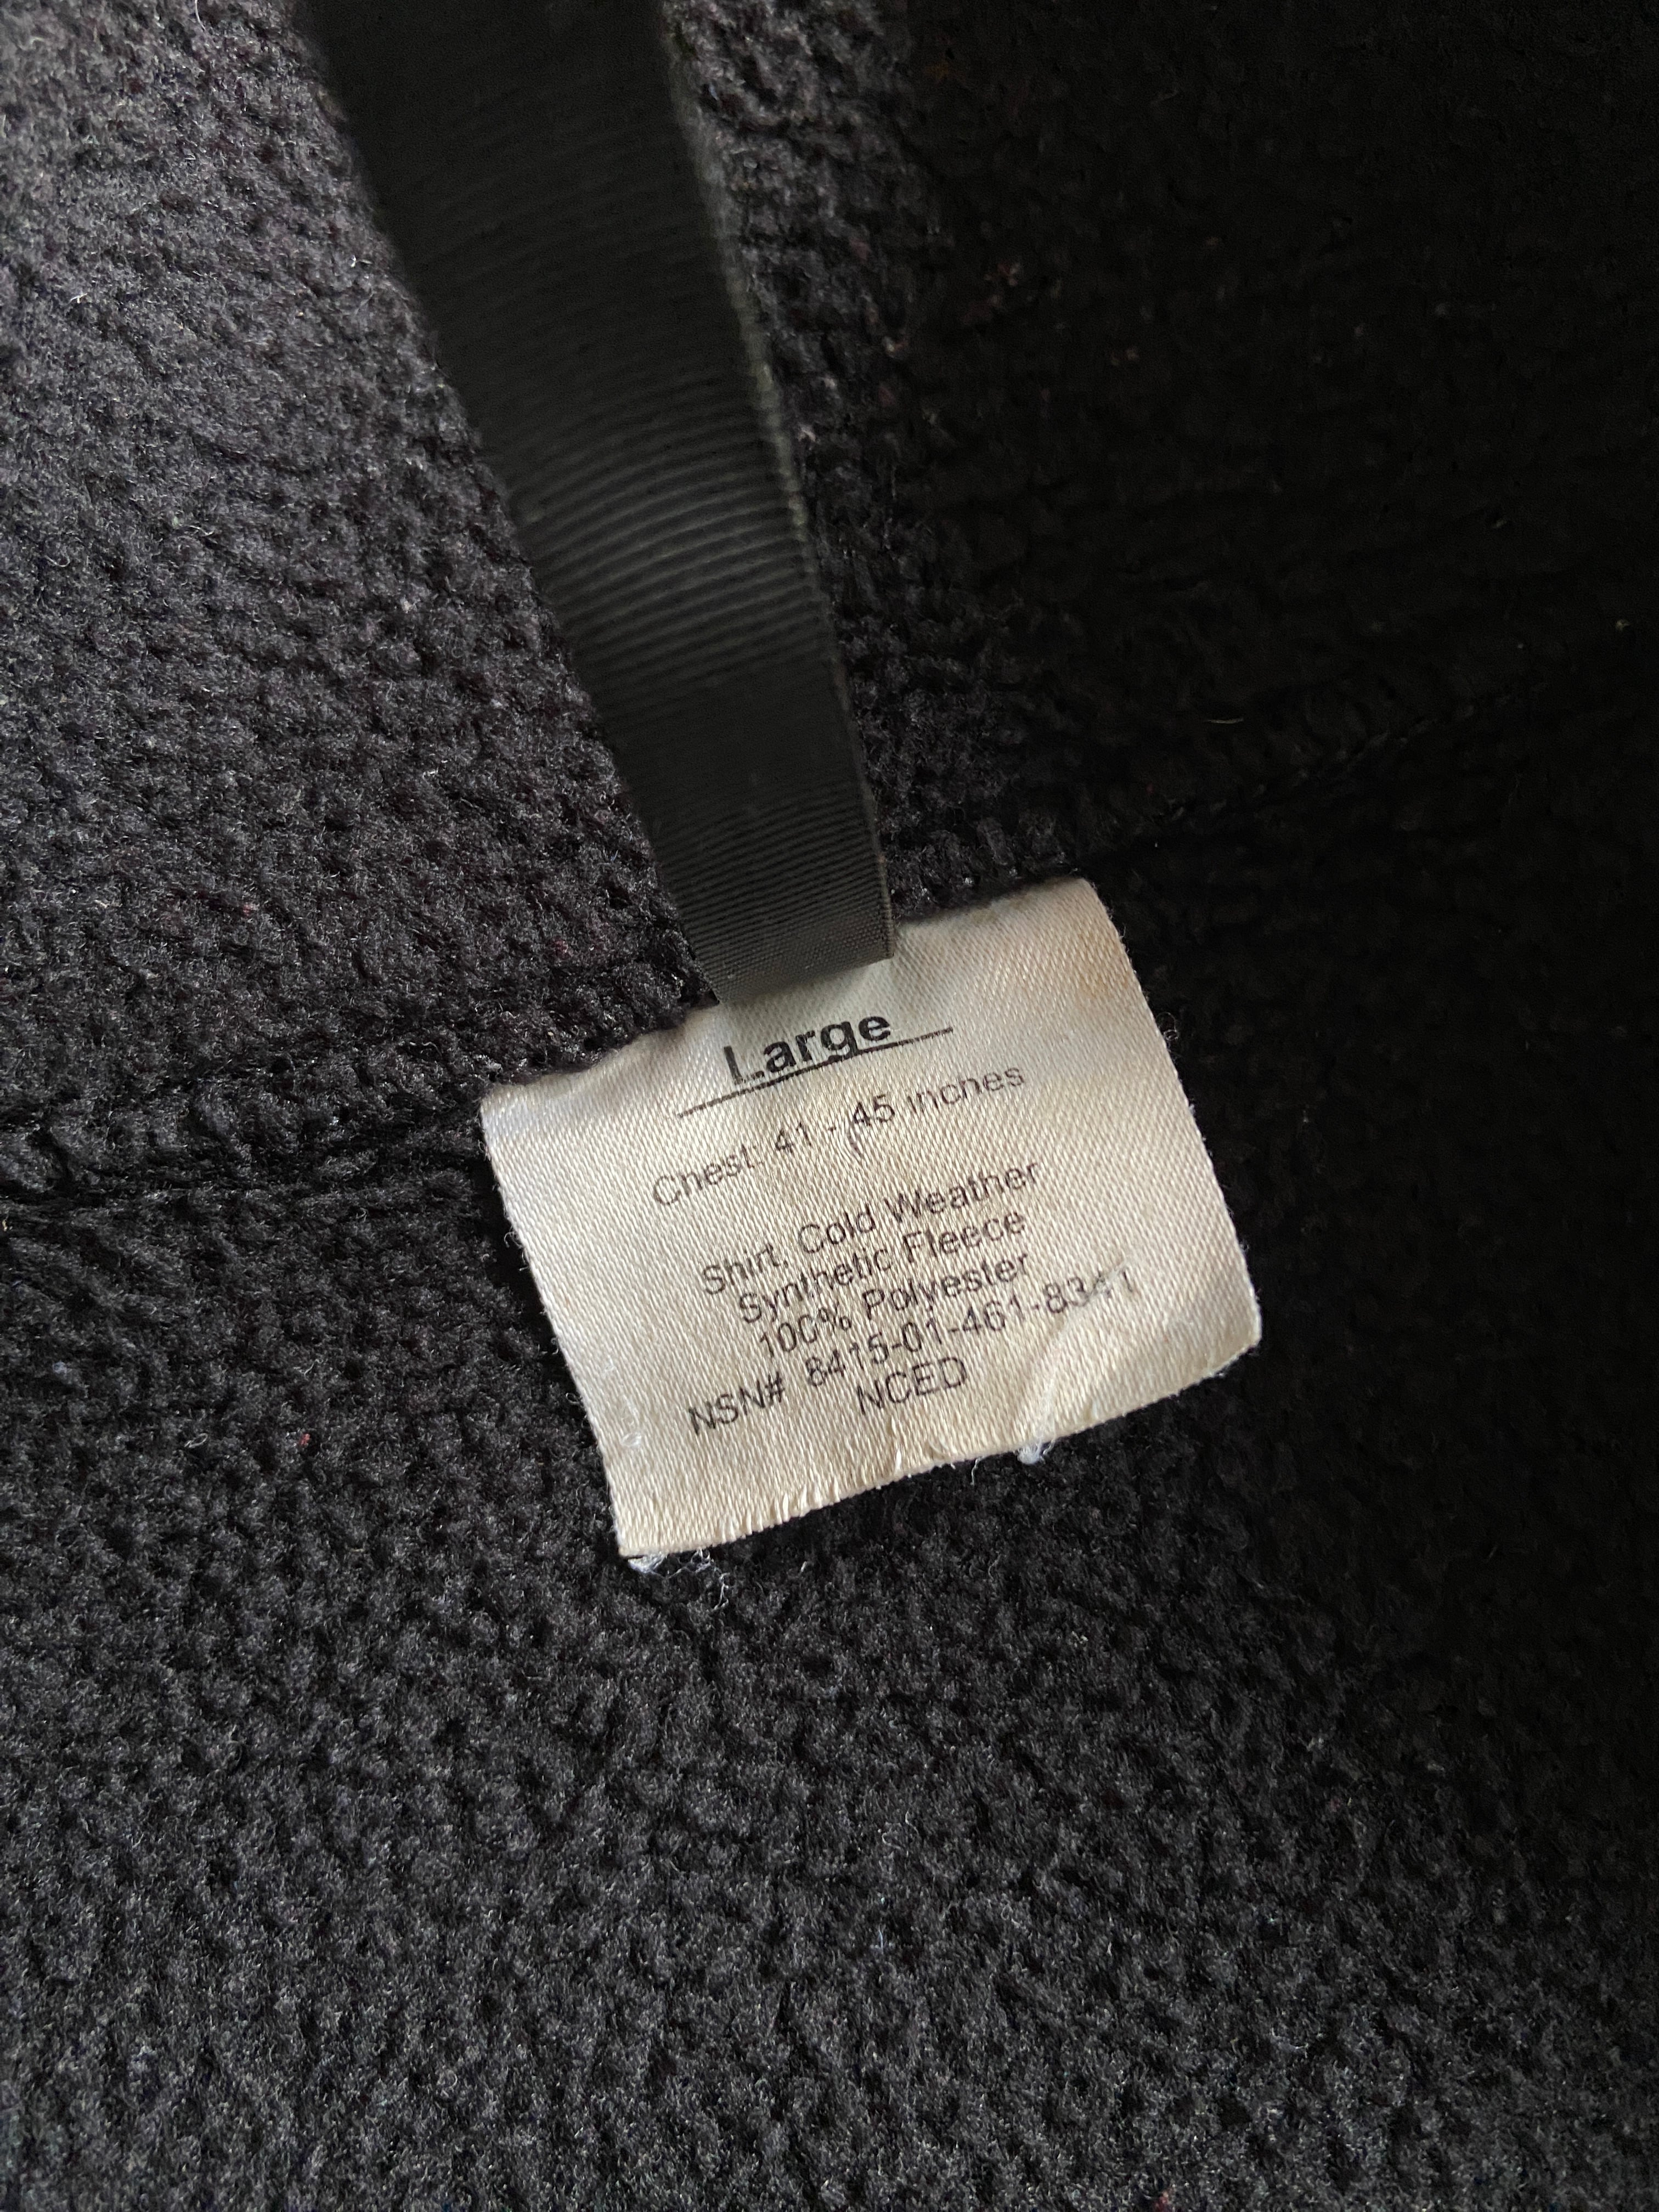 Large
Chest: 41 - 45 inches
Shirt, Cold Weather
Synthetic Fleece
100% Polyester
NSN# 8415-01-461-8341
NCED